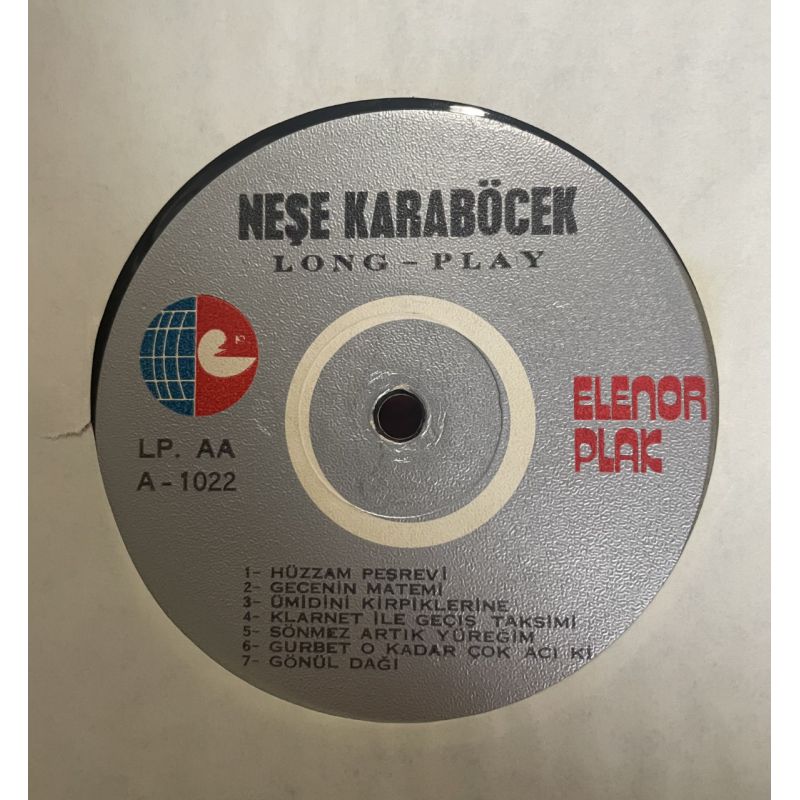 NEŞE KARABÖCEK
LONG - PLAY
ELENOR
PLAK
LP. AA
A - 1022
1- HÜZZAM PEŞREVİ
2- GECENİN MATEMİ
3- ÜMİDİNİ KİRPİKLERİNE
4- KLARNET İLE GEÇİŞ TAKSİMİ
5- SÖNMEZ ARTIK YÜREĞİM
6- GURBET O KADAR ÇOK ACI Kİ
7- GÖNÜL DAĞI